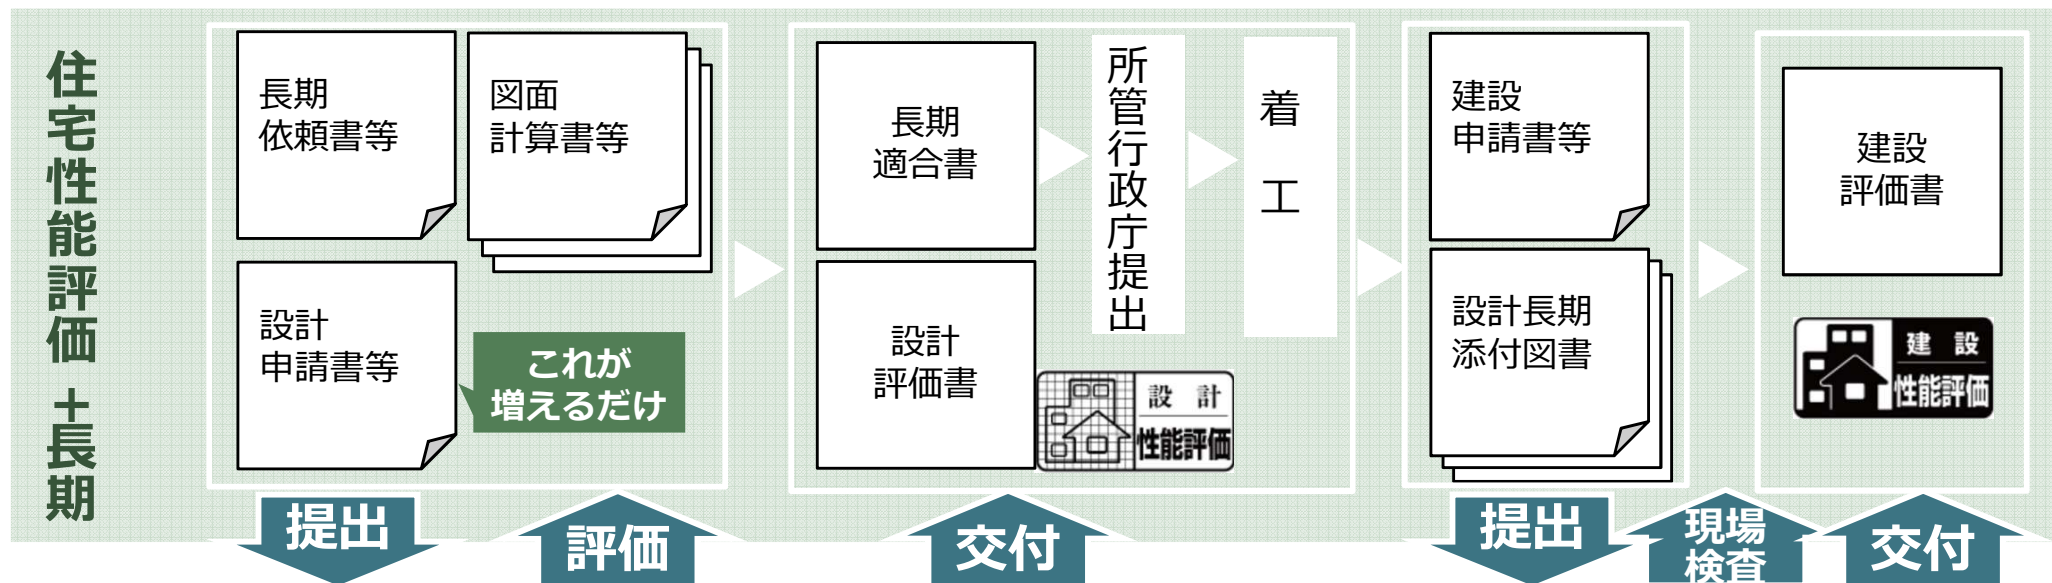 住宅性能評価+長期
長期
依頼書等
図面
計算書等
設計
申請書等
これが
増えるだけ
長期
適合書
所管行政庁提出
着工
設計
評価書
設計
性能評価
建設
申請書等
設計長期
添付図書
建設
評価書
建設
性能評価
提出
評価
交付
提出
現場
検査
交付